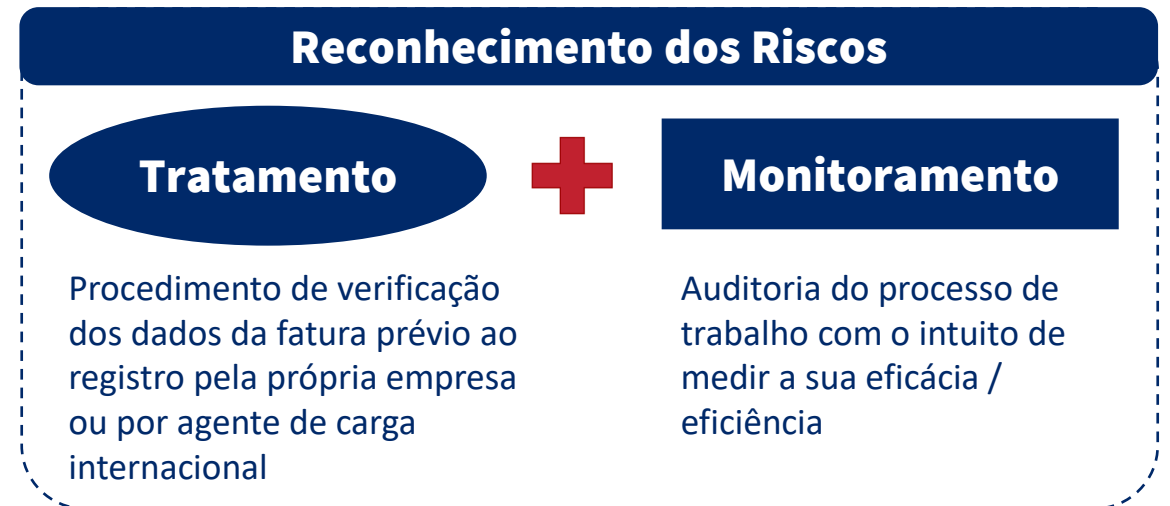 Reconhecimento dos Riscos
Tratamento
Procedimento de verificação
dos dados da fatura prévio ao
registro pela própria empresa
ou por agente de carga
internacional
Monitoramento
Auditoria do processo de
trabalho com o intuito de
medir a sua eficácia /
eficiência